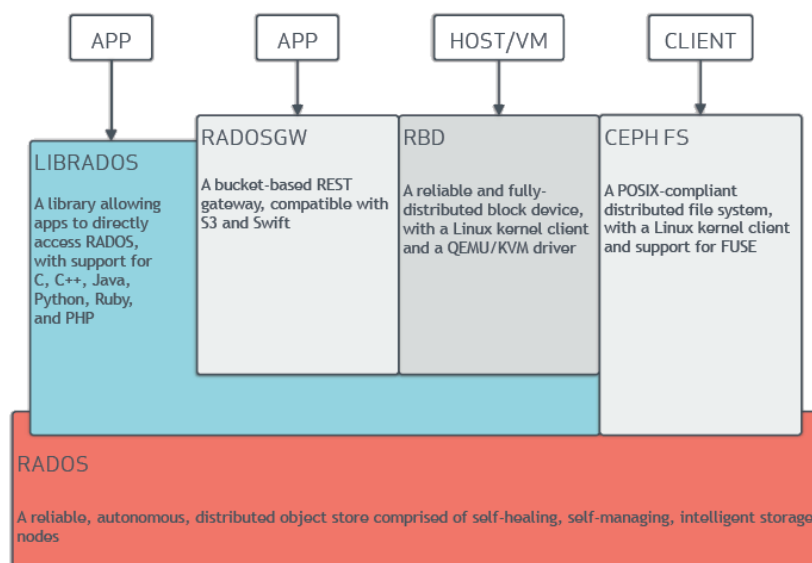 APP
APP
HOST/VM
CLIENT
LIBRADOS
A library allowing
apps to directly
access RADOS,
with support for
C, C++, Java,
Python, Ruby,
and PHP
RADOSGW
A bucket-based REST
gateway, compatible with
S3 and Swift
RBD
A reliable and fully-
distributed block device,
with a Linux kernel client
and a QEMU/KVM driver
CEPH FS
A POSIX-compliant
distributed file system,
with a Linux kernel client
and support for FUSE
RADOS
A reliable, autonomous, distributed object store comprised of self-healing, self-managing, intelligent storage
nodes